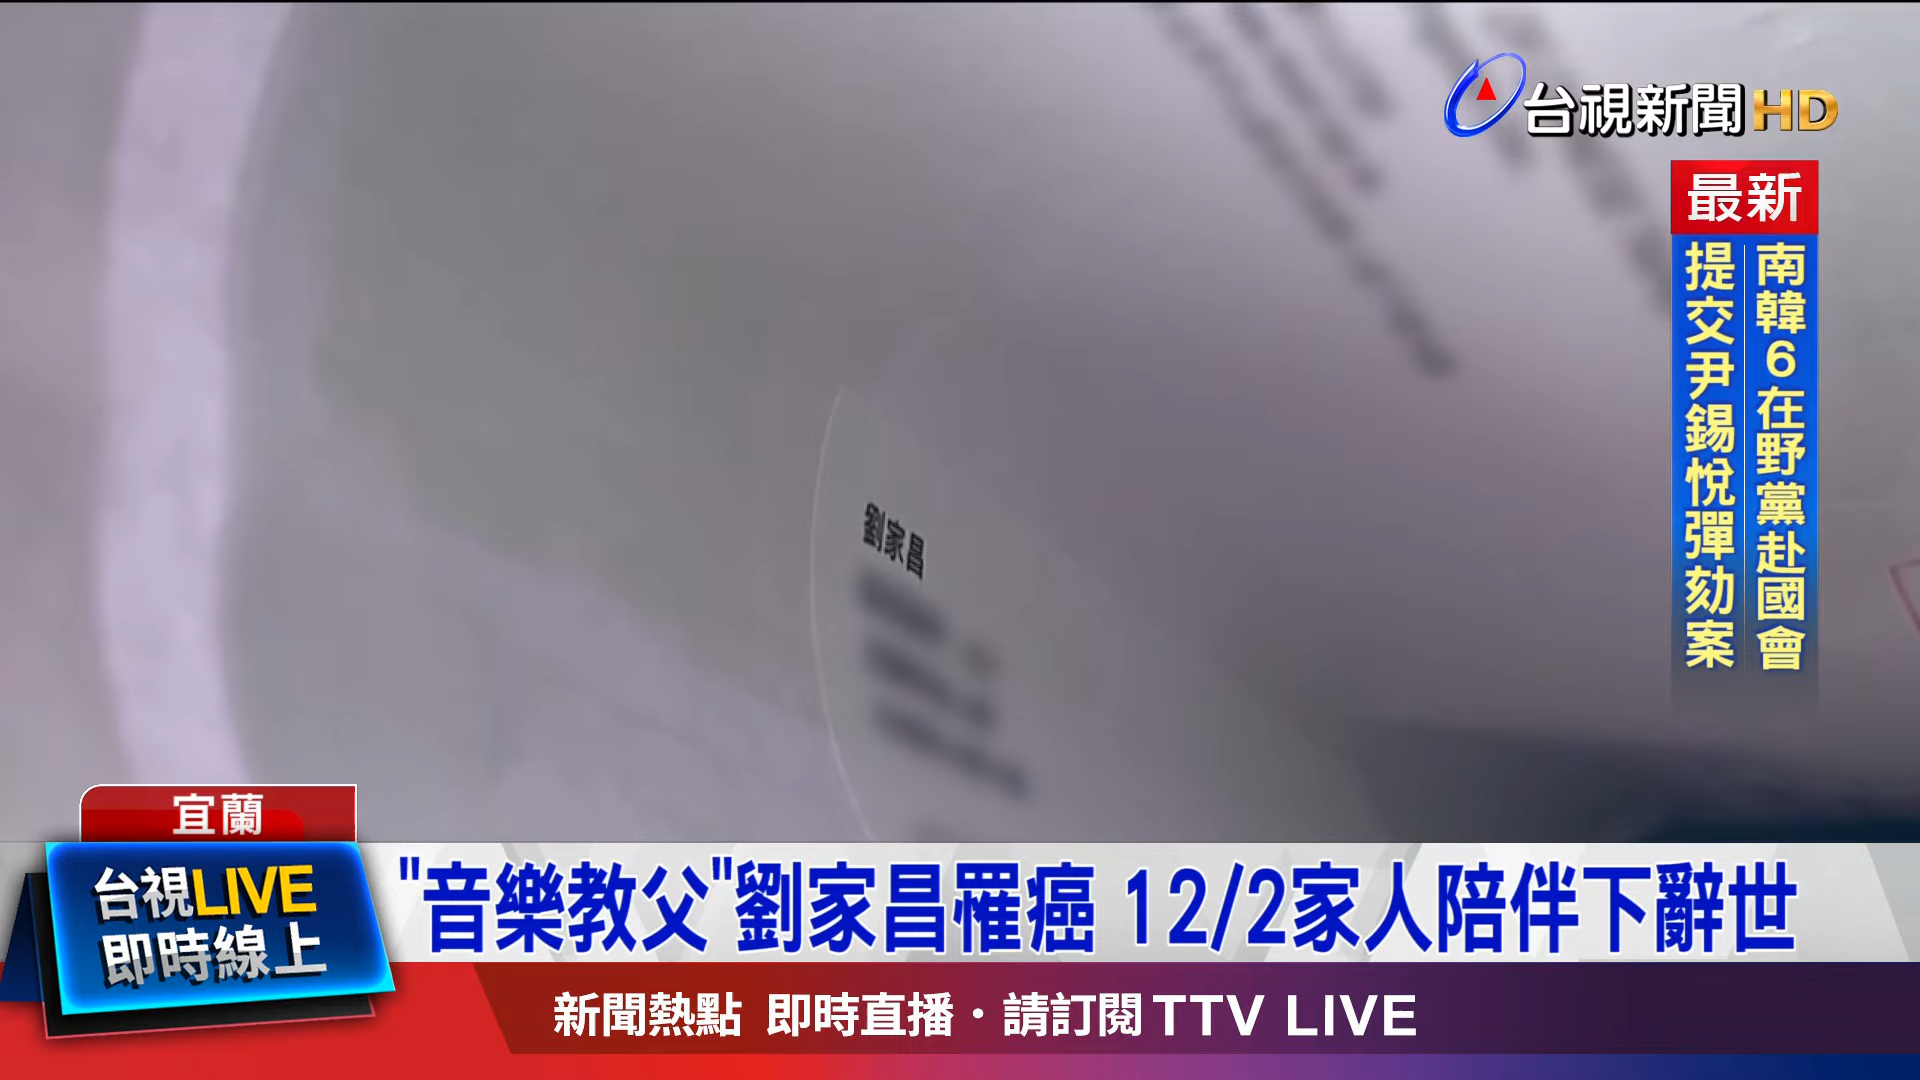 台視新聞HD
最新
南韓6在野黨赴國會
提交尹錫悅彈劾案
劉家昌
宜蘭
台視LIVE
即時線上
"音樂教父"劉家昌罹癌 12/2家人陪伴下辭世
新聞熱點 即時直播・請訂閱TTV LIVE